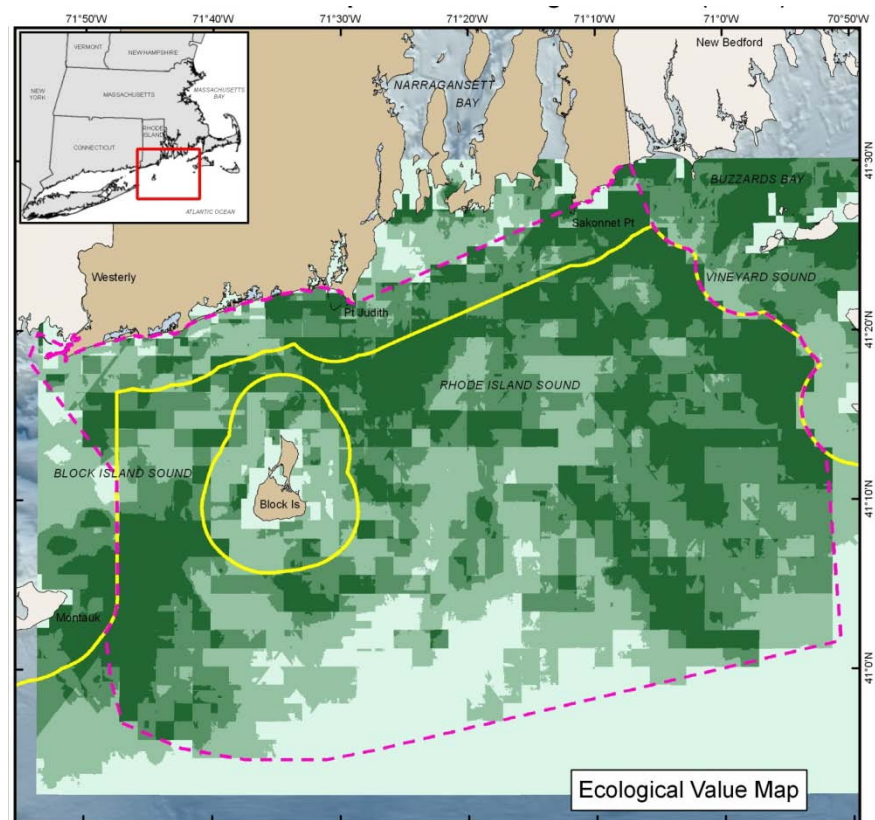 71°50'W
71°40'W
71°30'W
71°20'W
71°10'W
71°0'W
70°50'W
VERMONT
NEW HAMPSHIRE
NEW
YORK
MASSACHUSETTS
MASSACHUSETTS
BAY
RHODE
ISLAND
CONNECTICUT
ATLANTIC OCEAN
New Bedford
NARRAGANSETT
BAY
41°30'N
BUZZARDS BAY
Sakonnet Pt
Westerly
VINEYARD SOUND
Pt Judith
41°20'N
RHODE ISLAND SOUND
BLOCK ISLAND SOUND
Block Is
41°10'N
Montauk
41°0'N
Ecological Value Map